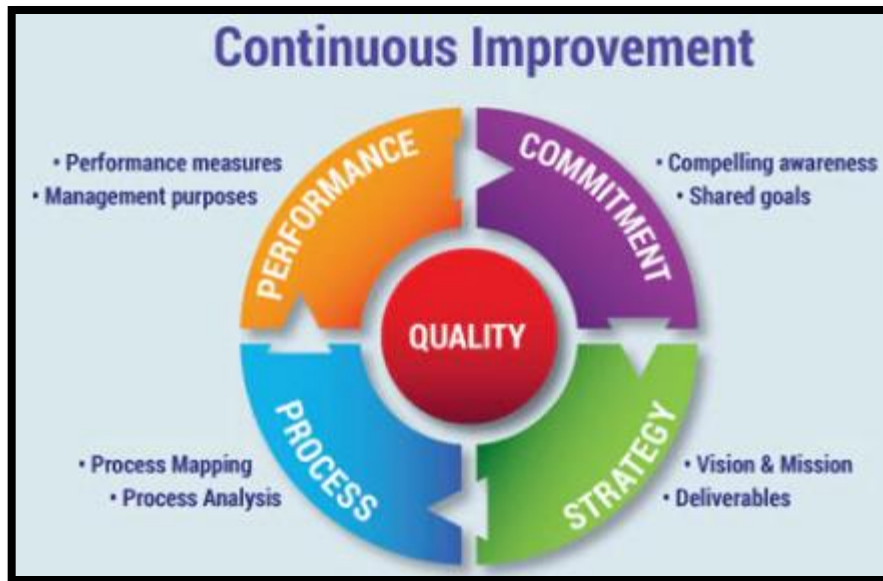 Continuous Improvement
PERFORMANCE
• Performance measures
• Management purposes
COMMITMENT
• Compelling awareness
• Shared goals
QUALITY
PROCESS
• Process Mapping
• Process Analysis
STRATEGY
• Vision & Mission
• Deliverables